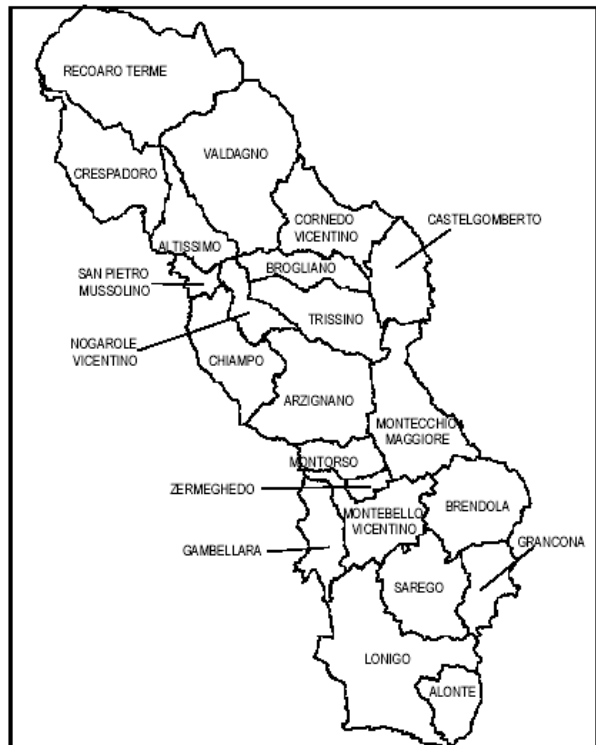 RECOARO TERME
VALDAGNO
CRESPADORO
CORNEDO
VICENTINO
CASTELGOMBERTO
ALTISSIMO
BROGLIANO
SAN PIETRO
MUSSOLINO
TRISSINO
NOGAROLE
VICENTINO
CHIAMPO
ARZIGNANO
MONTECCHIO
MAGGIORE
MONTORSO
ZERMEGHEDO
BRENDOLA
MONTEBELLO
VICENTINO
GAMBELLARA
GRANCONA
SAREGO
LONIGO
ALONTE